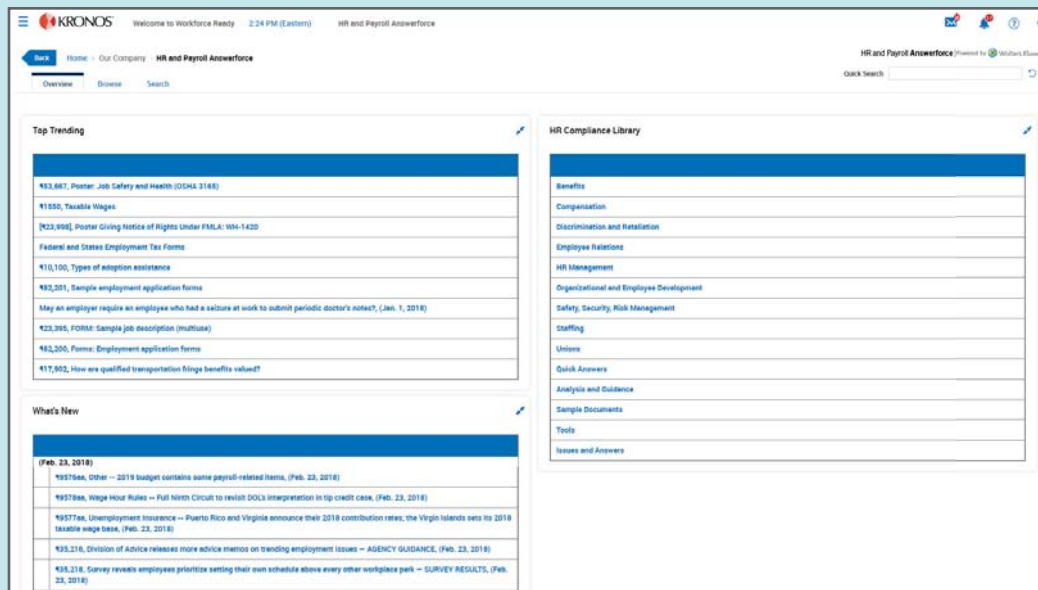 KRONOS Welcome to Workforce Ready 2:24 PM (Eastern) HR and Payroll Answerforce
Back Home Our Company HR and Payroll Answerforce
HR and Payroll Answerforce Powered by Wolters
Quick Search
Overview Browse Search
Top Trending
¶53,667, Poster: Job Safety and Health (OSHA 3165)
¶1550, Taxable Wages
[¶23,998], Poster Giving Notice of Rights Under FMLA: WH-1420
Federal and States Employment Tax Forms
¶10,100, Types of adoption assistance
¶82,201, Sample employment application forms
May an employer require an employee who had a seizure at work to submit periodic doctor's notes?, (Jan. 1, 2018)
¶23,395, FORM: Sample job description (multiuse)
¶82,200, Forms: Employment application forms
¶17,902, How are qualified transportation fringe benefits valued?
HR Compliance Library
Benefits
Compensation
Discrimination and Retaliation
Employee Relations
HR Management
Organizational and Employee Development
Safety, Security, Risk Management
Staffing
Unions
Quick Answers
Analysis and Guidance
Sample Documents
Tools
Issues and Answers
What's New
(Feb. 23, 2018)
¶9576aa, Other -- 2019 budget contains some payroll-related items, (Feb. 23, 2018)
¶9578aa, Wage Hour Rules -- Full Ninth Circuit to revisit DOL's interpretation in tip credit case, (Feb. 23, 2018)
¶9577aa, Unemployment Insurance -- Puerto Rico and Virginia announce their 2018 contribution rates; the Virgin Islands sets its 2018
taxable wage base, (Feb. 23, 2018)
¶35,216, Division of Advice releases more advice memos on trending employment issues — AGENCY GUIDANCE, (Feb. 23, 2018)
¶35,218, Survey reveals employees prioritize setting their own schedule above every other workplace perk — SURVEY RESULTS, (Feb.
23, 2018)